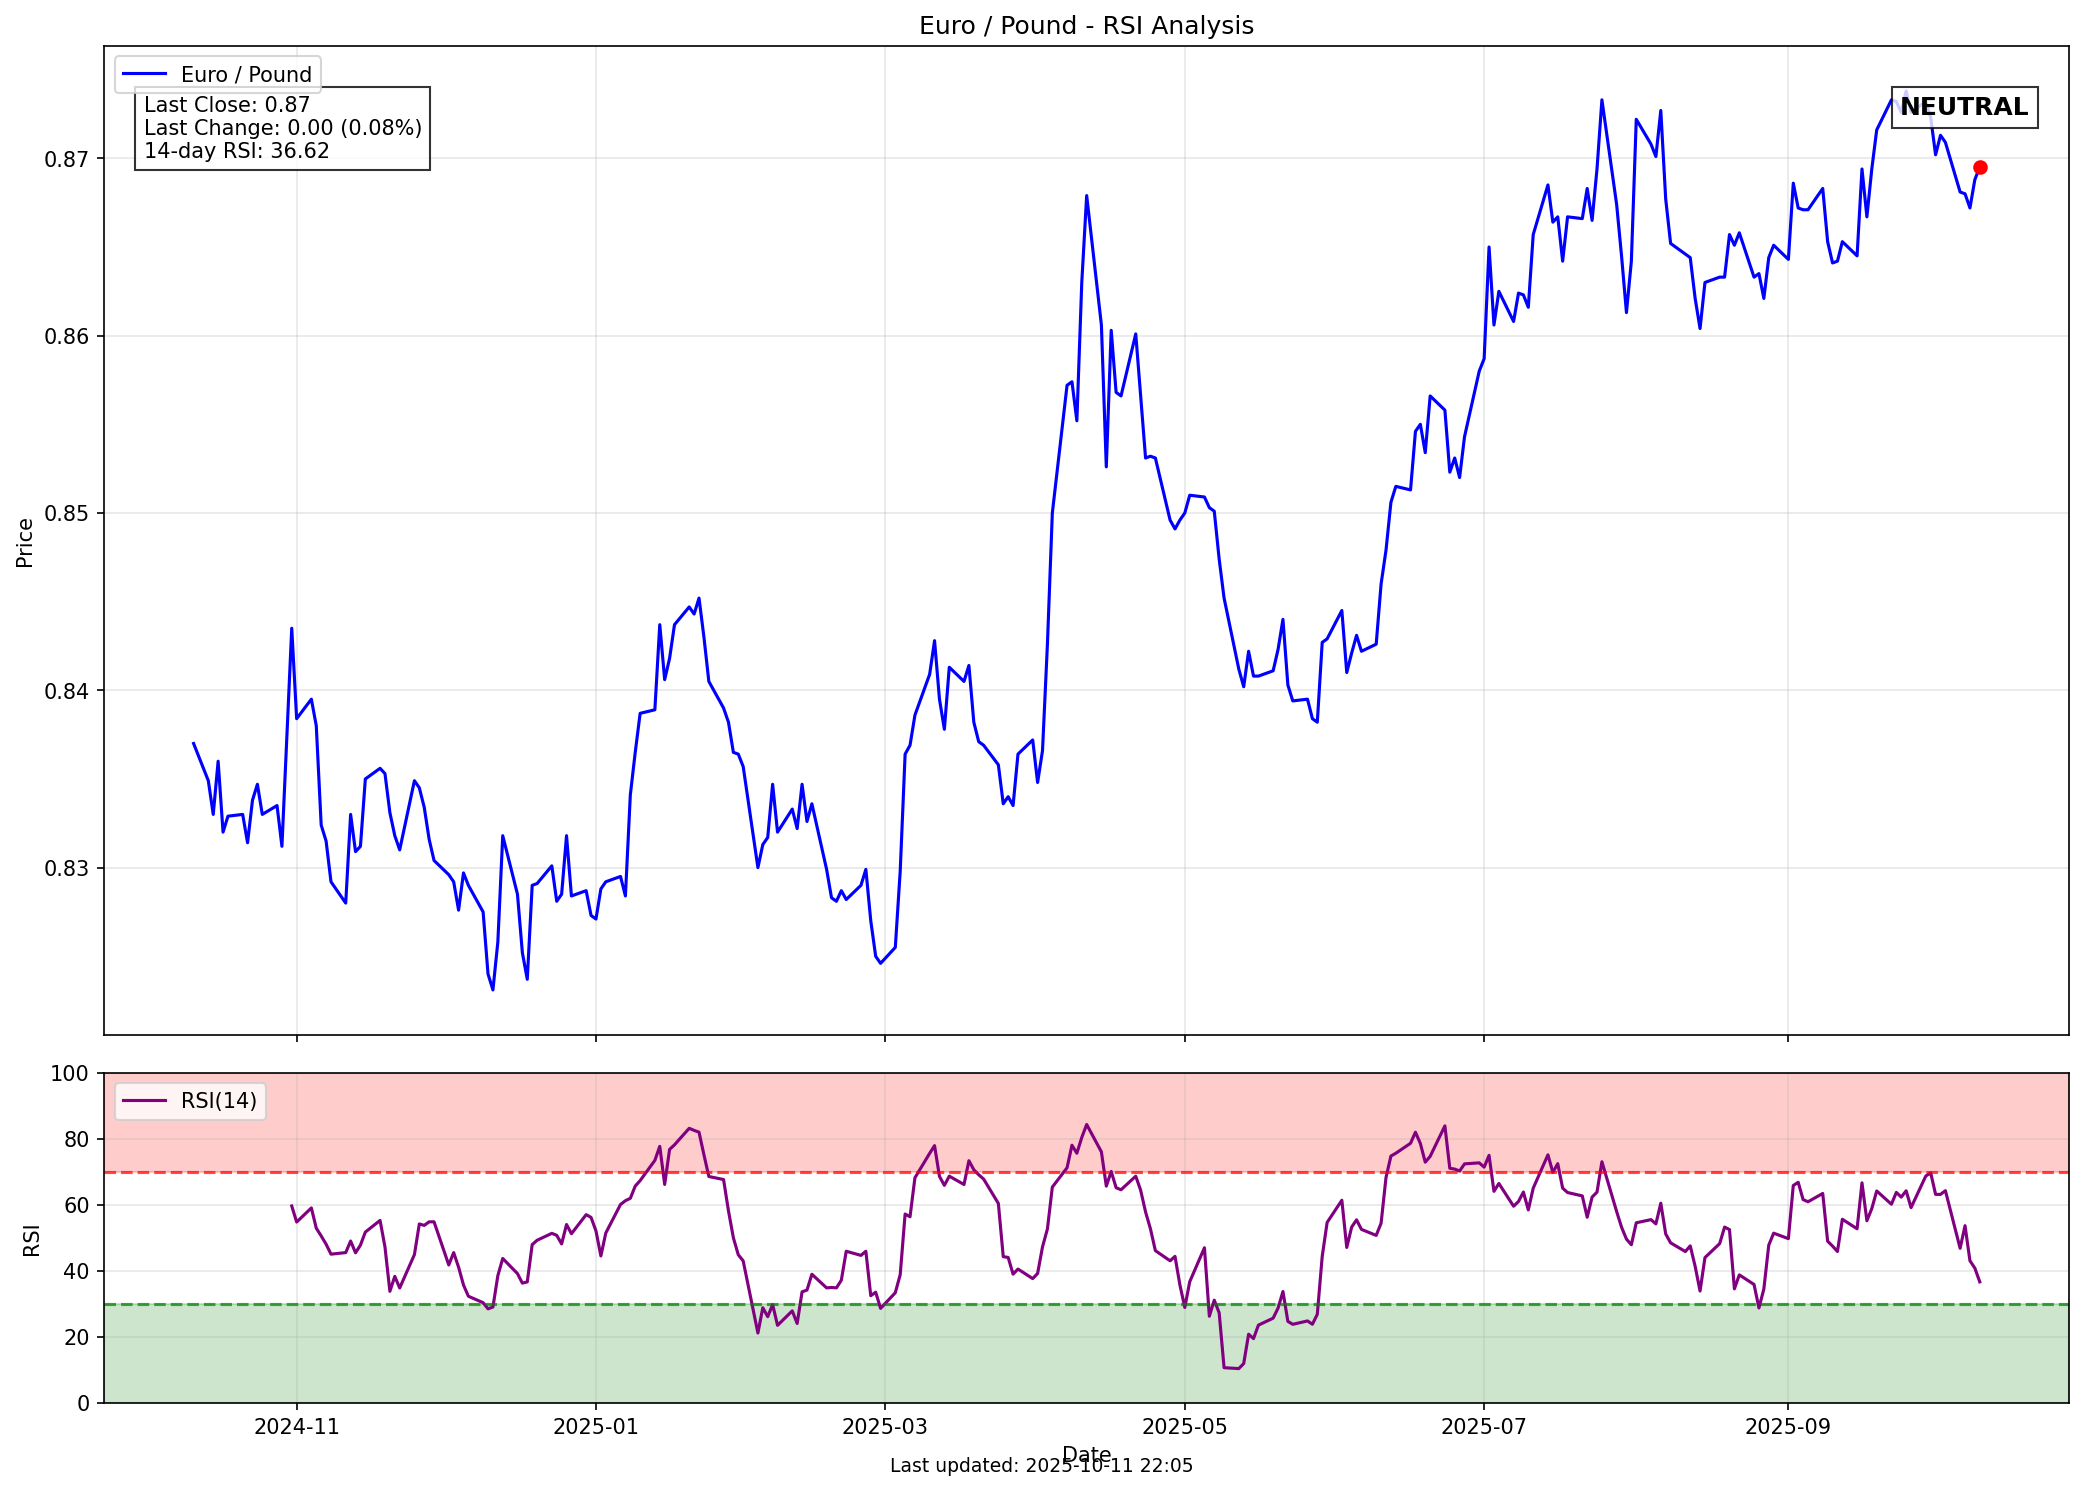 Euro / Pound - RSI Analysis
Euro / Pound
Last Close: 0.87
Last Change: 0.00 (0.08%)
14-day RSI: 36.62
NEUTRAL
0.87
0.86
0.85
0.84
0.83
Price
RSI(14)
100
80
60
40
20
0
RSI
2024-11
2025-01
2025-03
2025-05
2025-07
2025-09
Date
Last updated: 2025-10-11 22:05